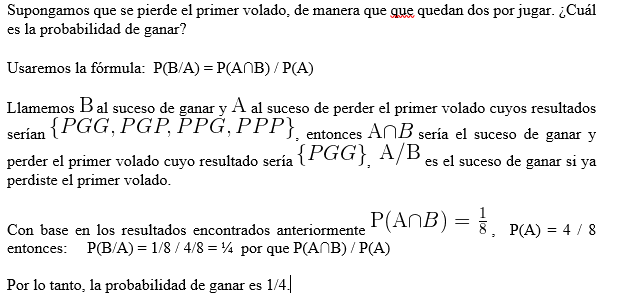 Supongamos que se pierde el primer volado, de manera que que quedan dos por jugar. ¿Cuál
es la probabilidad de ganar?
Usaremos la fórmula: P(B/A) = P(A∩B) / P(A)
Llamemos B al suceso de ganar y A al suceso de perder el primer volado cuyos resultados
serían {PGG, PGP, PPG, PPP}, entonces A∩B sería el suceso de ganar y
perder el primer volado cuyo resultado sería {PGG}, A/B es el suceso de ganar si ya
perdiste el primer volado.
Con base en los resultados encontrados anteriormente P(A∩B) = 1/8, P(A) = 4 / 8
entonces: P(B/A) = 1/8 / 4/8 = ¼ por que P(A∩B) / P(A)
Por lo tanto, la probabilidad de ganar es 1/4.